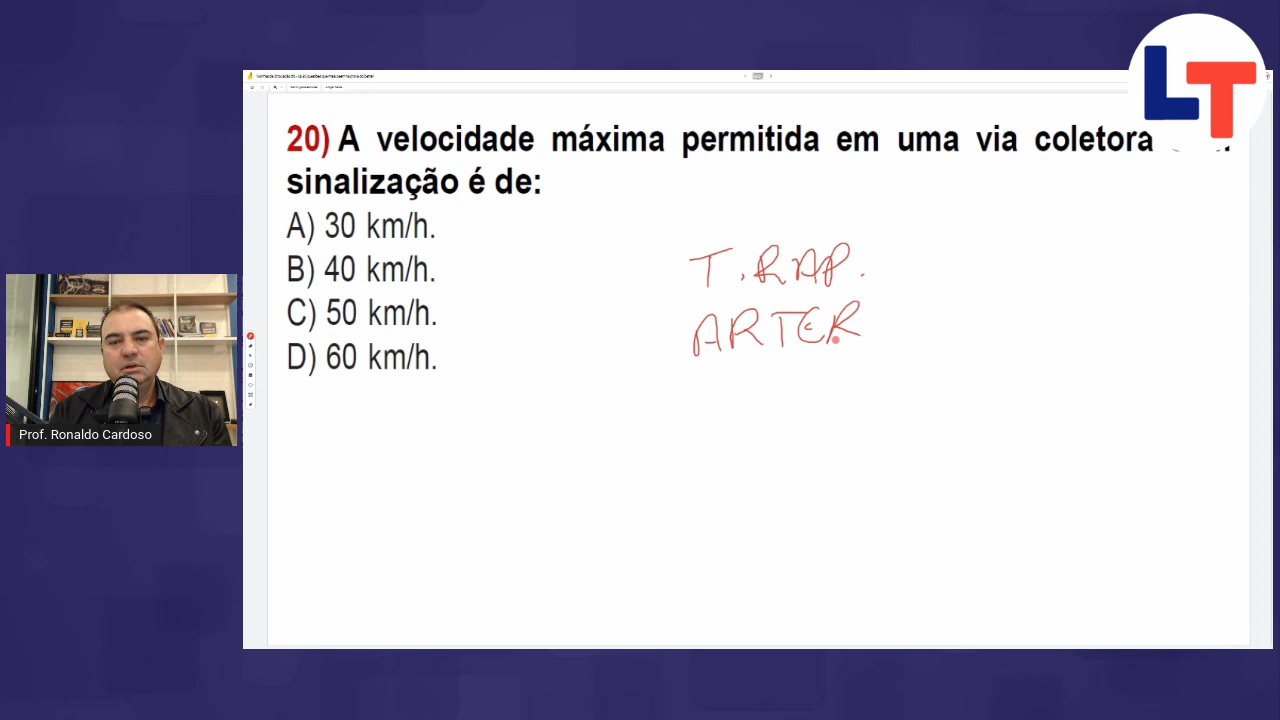 LT
20) A velocidade máxima permitida em uma via coletora
sinalização é de:
A) 30 km/h.
B) 40 km/h.
C) 50 km/h.
D) 60 km/h.
T.RAP.
ARTER
Prof. Ronaldo Cardoso